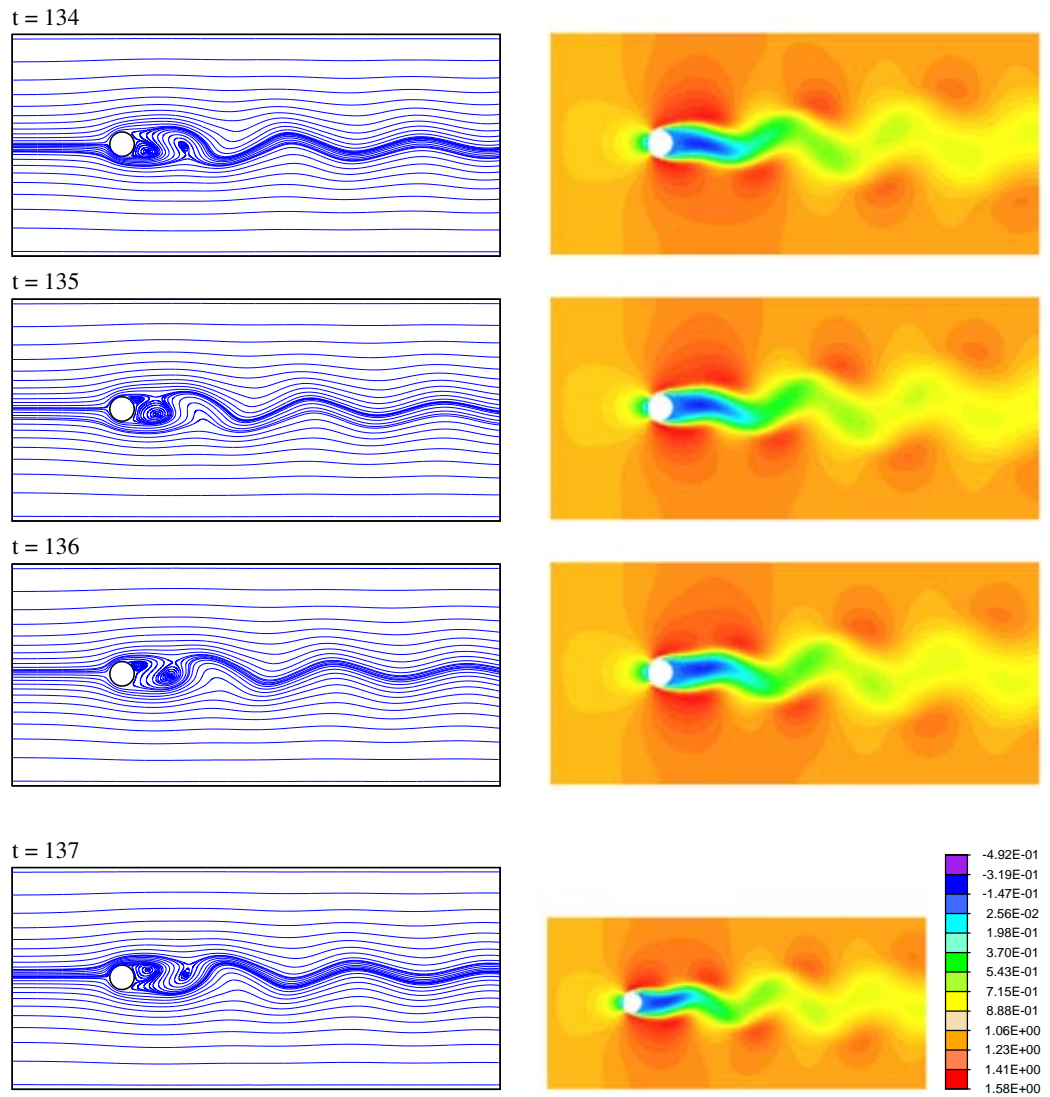 t = 134
t = 135
t = 136
t = 137
-4.92E-01
-3.19E-01
-1.47E-01
2.56E-02
1.98E-01
3.70E-01
5.43E-01
7.15E-01
8.88E-01
1.06E+00
1.23E+00
1.41E+00
1.58E+00